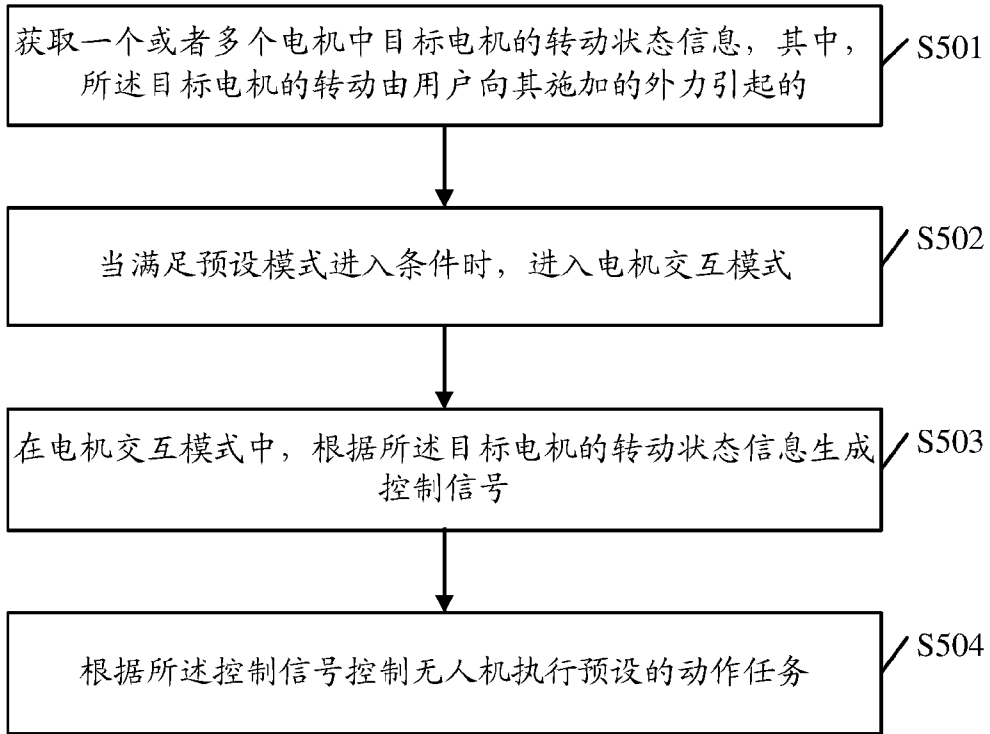 获取一个或者多个电机中目标电机的转动状态信息，其中，
所述目标电机的转动由用户向其施加的外力引起的
S501
当满足预设模式进入条件时，进入电机交互模式
S502
在电机交互模式中，根据所述目标电机的转动状态信息生成
控制信号
S503
根据所述控制信号控制无人机执行预设的动作任务
S504